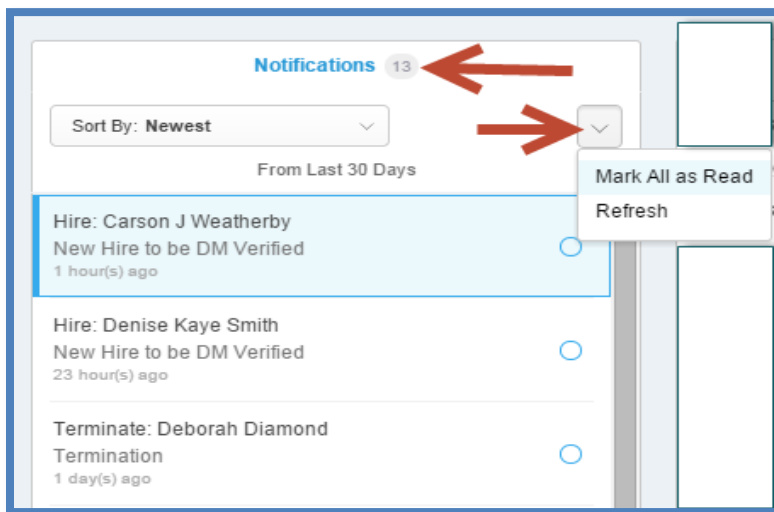 Notifications 13
Sort By: Newest
From Last 30 Days
Mark All as Read
Refresh
Hire: Carson J Weatherby
New Hire to be DM Verified
1 hour(s) ago
Hire: Denise Kaye Smith
New Hire to be DM Verified
23 hour(s) ago
Terminate: Deborah Diamond
Termination
1 day(s) ago